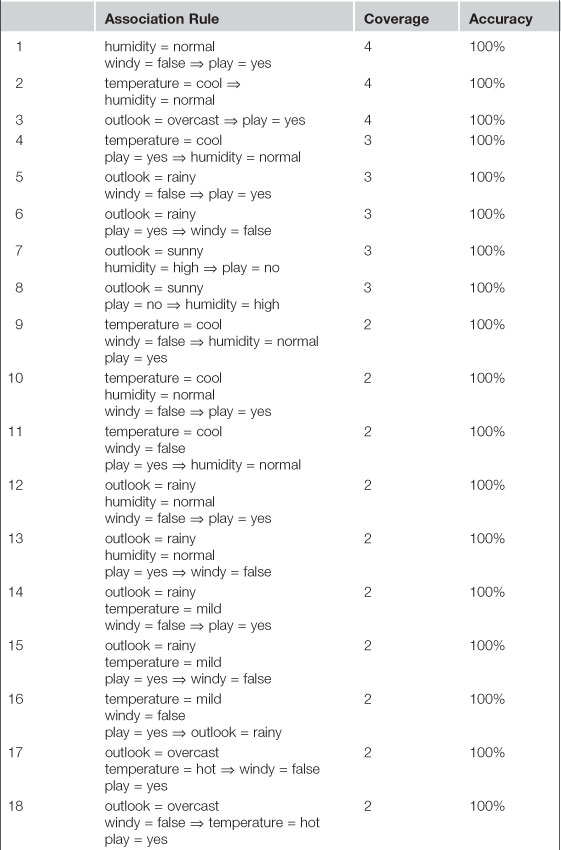 Association Rule Coverage Accuracy
1 humidity = normal 4 100%
windy = false ⇒ play = yes
2 temperature = cool ⇒ 4 100%
humidity = normal
3 outlook = overcast ⇒ play = yes 4 100%
4 temperature = cool 3 100%
play = yes ⇒ humidity = normal
5 outlook = rainy 3 100%
windy = false ⇒ play = yes
6 outlook = rainy 3 100%
play = yes ⇒ windy = false
7 outlook = sunny 3 100%
humidity = high ⇒ play = no
8 outlook = sunny 3 100%
play = no ⇒ humidity = high
9 temperature = cool 2 100%
windy = false ⇒ humidity = normal
play = yes
10 temperature = cool 2 100%
humidity = normal
windy = false ⇒ play = yes
11 temperature = cool 2 100%
windy = false
play = yes ⇒ humidity = normal
12 outlook = rainy 2 100%
humidity = normal
windy = false ⇒ play = yes
13 outlook = rainy 2 100%
humidity = normal
play = yes ⇒ windy = false
14 outlook = rainy 2 100%
temperature = mild
windy = false ⇒ play = yes
15 outlook = rainy 2 100%
temperature = mild
play = yes ⇒ windy = false
16 temperature = mild 2 100%
windy = false
play = yes ⇒ outlook = rainy
17 outlook = overcast 2 100%
temperature = hot ⇒ windy = false
play = yes
18 outlook = overcast 2 100%
windy = false ⇒ temperature = hot
play = yes